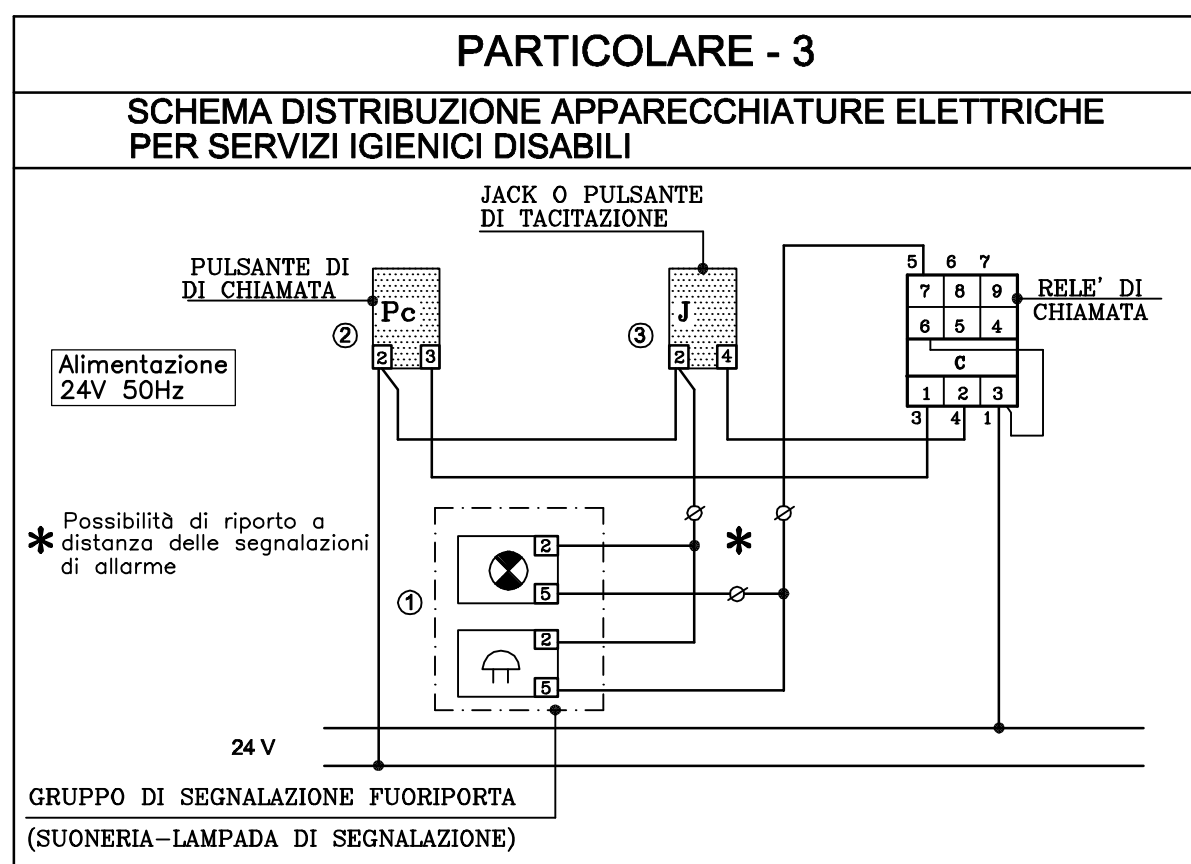 PARTICOLARE - 3
SCHEMA DISTRIBUZIONE APPARECCHIATURE ELETTRICHE
PER SERVIZI IGIENICI DISABILI
JACK O PULSANTE
DI TACITAZIONE
PULSANTE DI
DI CHIAMATA
Pc
2
2 3
J
3
2 4
5 6 7
7 8 9
6 5 4
C
1 2 3
3 4 1
RELE' DI
CHIAMATA
Alimentazione
24V 50Hz
* Possibilità di riporto a
distanza delle segnalazioni
di allarme
*
1
2
5
2
5
24 V
GRUPPO DI SEGNALAZIONE FUORIPORTA
(SUONERIA-LAMPADA DI SEGNALAZIONE)